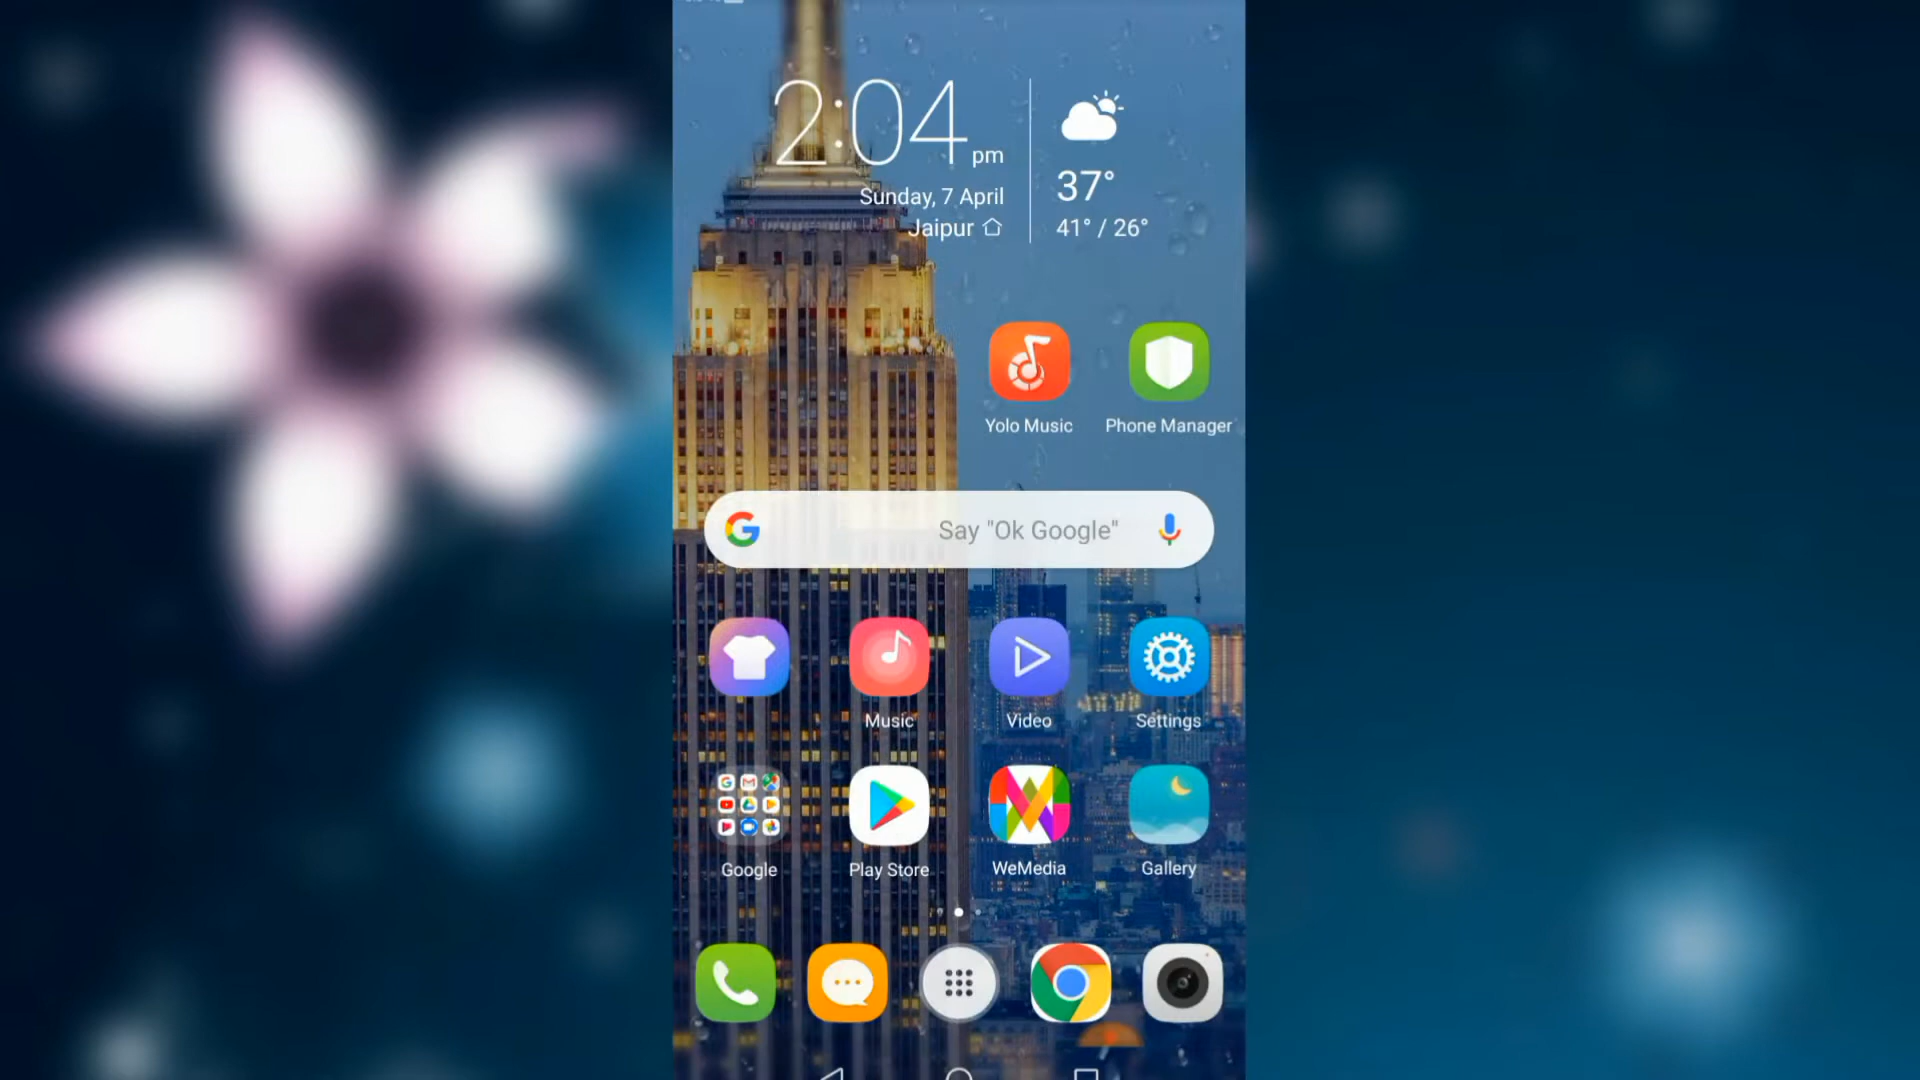 2:04 pm
Sunday, 7 April
Jaipur
37°
41° / 26°
Yolo Music
Phone Manager
Say "Ok Google"
Music
Video
Settings
Google
Play Store
WeMedia
Gallery